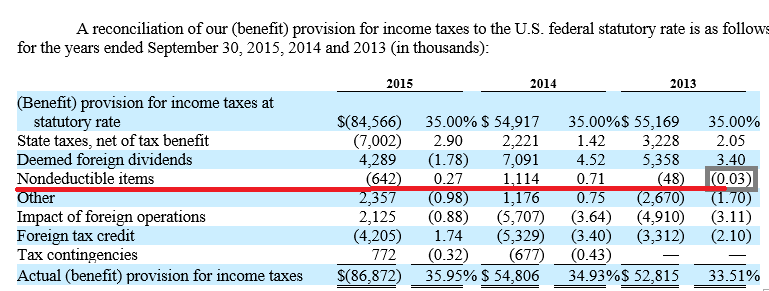 A reconciliation of our (benefit) provision for income taxes to the U.S. federal statutory rate is as follows
for the years ended September 30, 2015, 2014 and 2013 (in thousands):
2015 2014 2013
(Benefit) provision for income taxes at
statutory rate $(84,566) 35.00% $ 54,917 35.00% $ 55,169 35.00%
State taxes, net of tax benefit (7,002) 2.90 2,221 1.42 3,228 2.05
Deemed foreign dividends 4,289 (1.78) 7,091 4.52 5,358 3.40
Nondeductible items (642) 0.27 1,114 0.71 (48) (0.03)
Other 2,357 (0.98) 1,176 0.75 (2,670) (1.70)
Impact of foreign operations 2,125 (0.88) (5,707) (3.64) (4,910) (3.11)
Foreign tax credit (4,205) 1.74 (5,329) (3.40) (3,312) (2.10)
Tax contingencies 772 (0.32) (677) (0.43) — —
Actual (benefit) provision for income taxes $(86,872) 35.95% $ 54,806 34.93% $ 52,815 33.51%